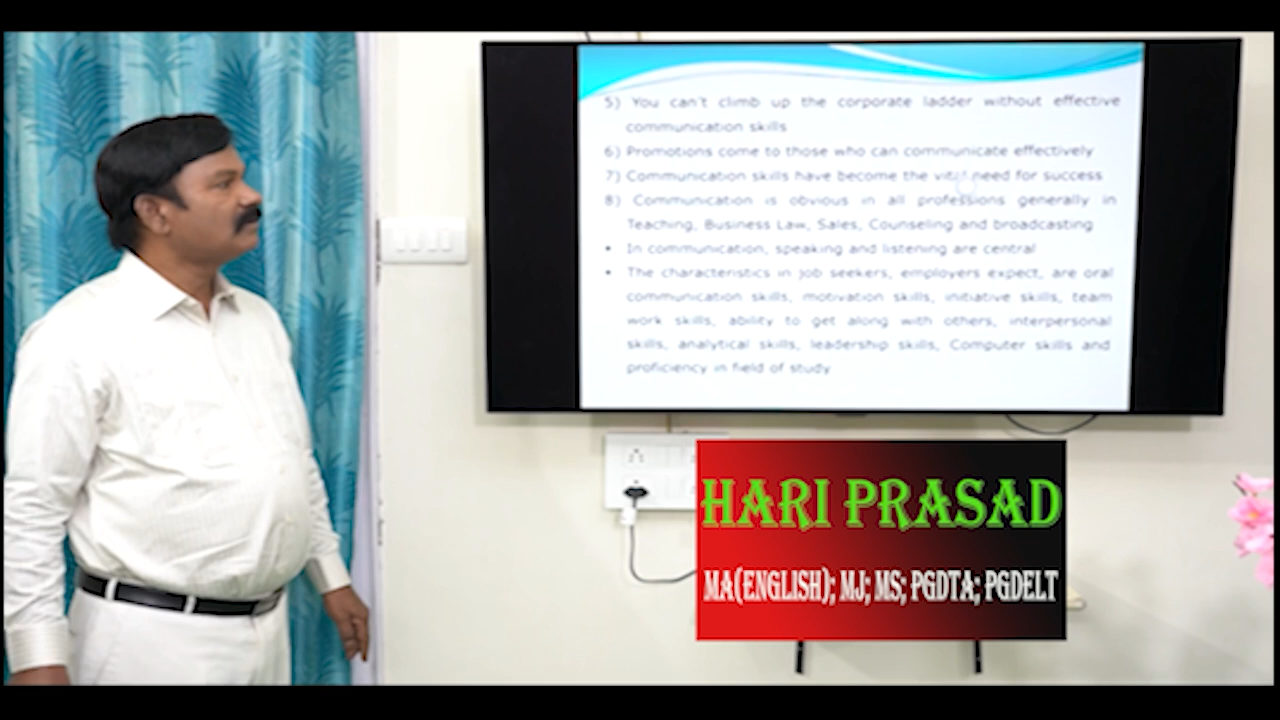 5) You can't climb up the corporate ladder without effective
communication skills
6) Promotions come to those who can communicate effectively
7) Communication skills have become the vital need for success
8) Communication is obvious in all professions generally in
Teaching, Business Law, Sales, Counseling and broadcasting
• In communication, speaking and listening are central
• The characteristics in job seekers, employers expect, are oral
communication skills, motivation skills, initiative skills, team
work skills, ability to get along with others, interpersonal
skills, analytical skills, leadership skills, Computer skills and
proficiency in field of study
HARI PRASAD
MA(ENGLISH); MJ; MS; PGDTA; PGDELT